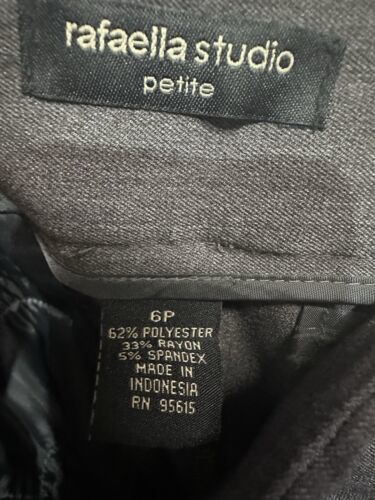 rafaella studio
petite
6P
62% POLYESTER
33% RAYON
5% SPANDEX
MADE IN
INDONESIA
RN 95615